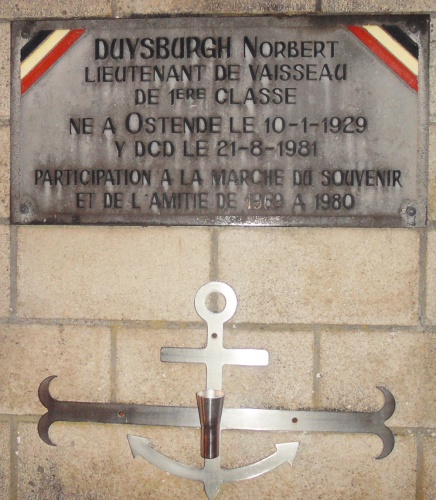 DUYSBURGH NORBERT
LIEUTENANT DE VAISSEAU
DE 1ERE CLASSE
NE A OSTENDE LE 10-1-1929
Y DCD LE 21-8-1981
PARTICIPATION A LA MARCHE DU SOUVENIR
ET DE L'AMITIE DE 1969 A 1980